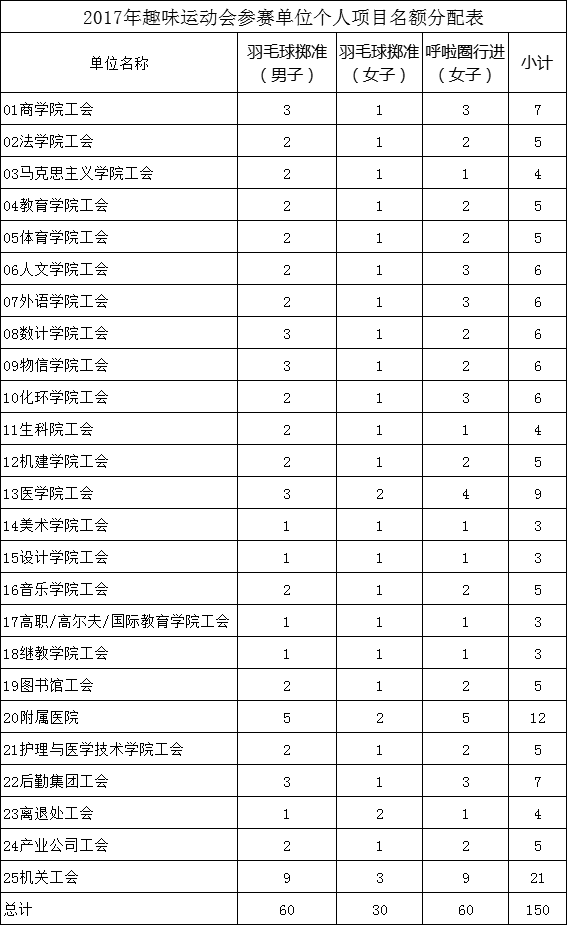 2017年趣味运动会参赛单位个人项目名额分配表
单位名称 羽毛球掷准（男子） 羽毛球掷准（女子） 呼啦圈行进（女子） 小计
01商学院工会 3 1 3 7
02法学院工会 2 1 2 5
03马克思主义学院工会 2 1 1 4
04教育学院工会 2 1 2 5
05体育学院工会 2 1 2 5
06人文学院工会 2 1 3 6
07外语学院工会 2 1 3 6
08数计学院工会 3 1 2 6
09物信学院工会 3 1 2 6
10化环学院工会 2 1 3 6
11生科院工会 2 1 1 4
12机建学院工会 2 1 2 5
13医学院工会 3 2 4 9
14美术学院工会 1 1 1 3
15设计学院工会 1 1 1 3
16音乐学院工会 2 1 2 5
17高职/高尔夫/国际教育学院工会 1 1 1 3
18继教学院工会 1 1 1 3
19图书馆工会 2 1 2 5
20附属医院 5 2 5 12
21护理与医学技术学院工会 2 1 2 5
22后勤集团工会 3 1 3 7
23离退处工会 1 2 1 4
24产业公司工会 2 1 2 5
25机关工会 9 3 9 21
总计 60 30 60 150